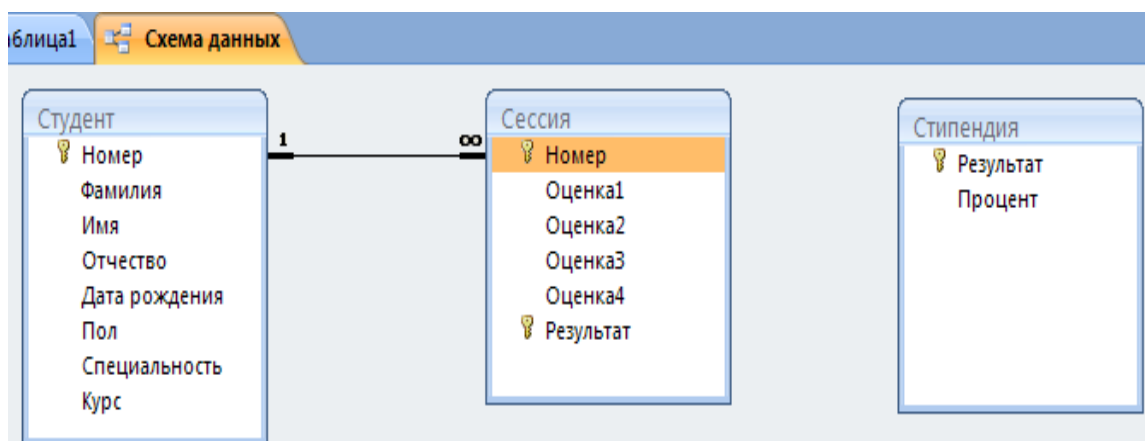 аблица1
Схема данных
Студент
Номер
Фамилия
Имя
Отчество
Дата рождения
Пол
Специальность
Курс
1
∞
Сессия
Номер
Оценка1
Оценка2
Оценка3
Оценка4
Результат
Стипендия
Результат
Процент